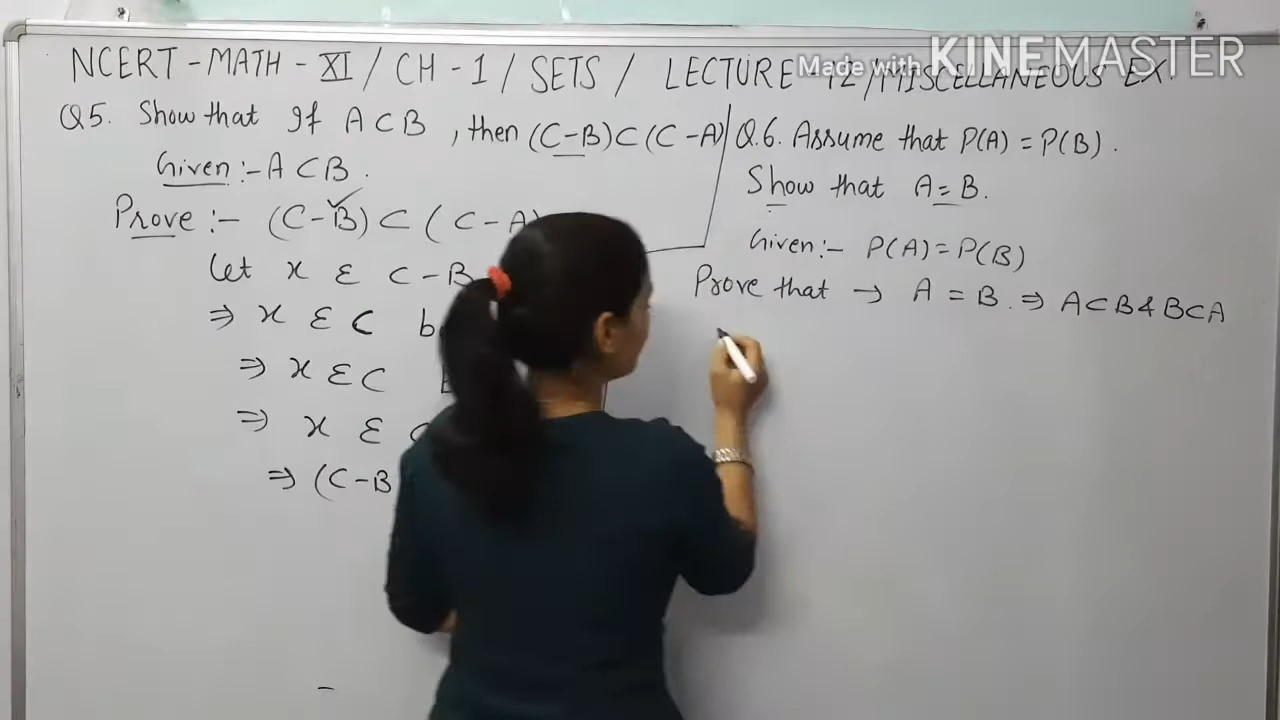 NCERT - MATH - XI / CH - 1 / SETS / LECTURE - 12 / MISCELLANEOUS EX.
Made with KINEMASTER
Q5. Show that If A ⊂ B , then (C-B) ⊂ (C-A)
Given :- A ⊂ B .
Prove :- (C-B) ⊂ ( C-A)
let x ε C - B
⇒ x ε C b
⇒ x ε C
⇒ x ε
⇒ (C-B
Q.6. Assume that P(A) = P(B) .
Show that A = B.
Given:- P(A) = P(B)
Prove that → A = B. ⇒ A⊂B & B⊂A